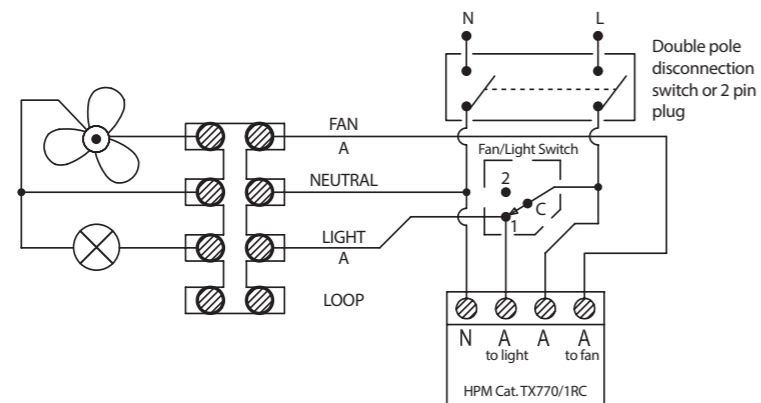 N L
Double pole
disconnection
switch or 2 pin
plug
FAN
A
Fan/Light Switch
2
NEUTRAL
C
1
LIGHT
A
LOOP
N A A A
to light to fan
HPM Cat. TX770/1RC